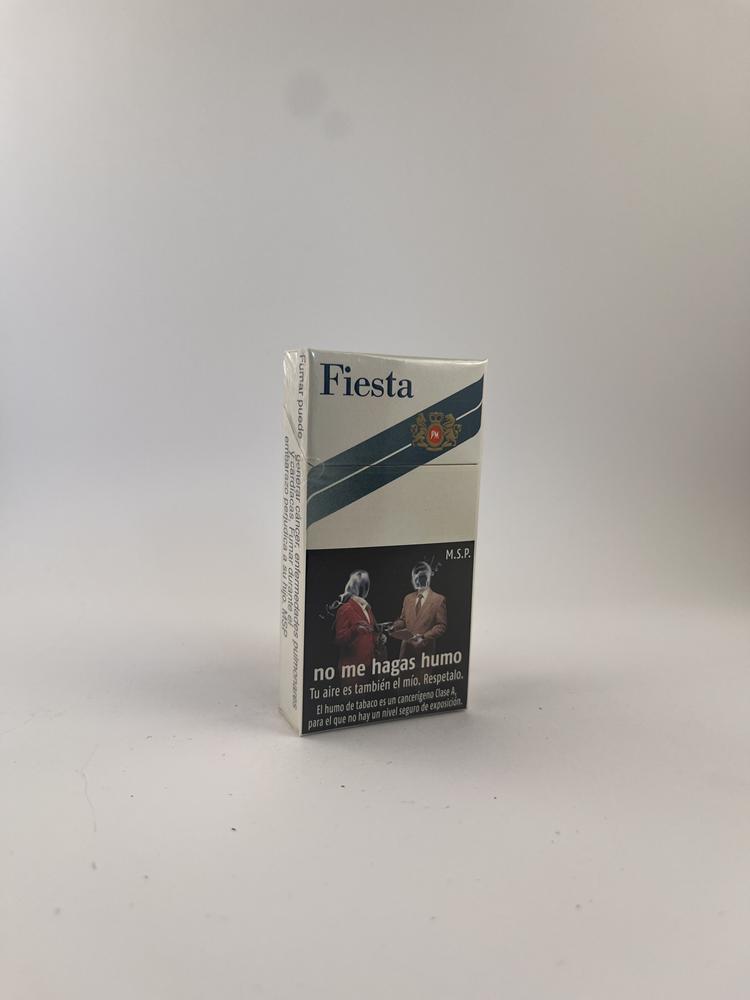 Fiesta
PM
M.S.P.
no me hagas humo
Tu aire es también el mío. Respetalo.
El humo de tabaco es un cancerígeno Clase A,
para el que no hay un nivel seguro de exposición.
Fumar puede generar cáncer, enfermedades pulmonares
y cardíacas. Fumar durante el
embarazo perjudica a su hijo. MSP